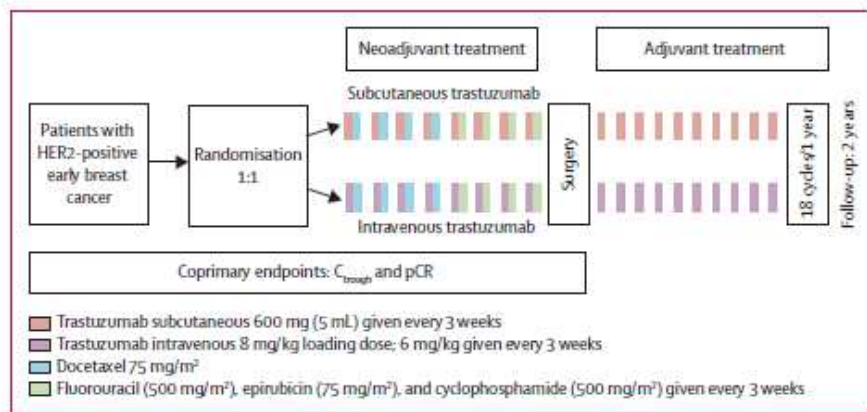 Neoadjuvant treatment
Adjuvant treatment
Subcutaneous trastuzumab
Patients with
HER2-positive
early breast
cancer
Randomisation
1:1
Surgery
18 cycles/1 year
Follow-up: 2 years
Intravenous trastuzumab
Coprimary endpoints: Ctrough and pCR
Trastuzumab subcutaneous 600 mg (5 mL) given every 3 weeks
Trastuzumab intravenous 8 mg/kg loading dose; 6 mg/kg given every 3 weeks
Docetaxel 75 mg/m²
Fluorouracil (500 mg/m²), epirubicin (75 mg/m²), and cyclophosphamide (500 mg/m²) given every 3 weeks